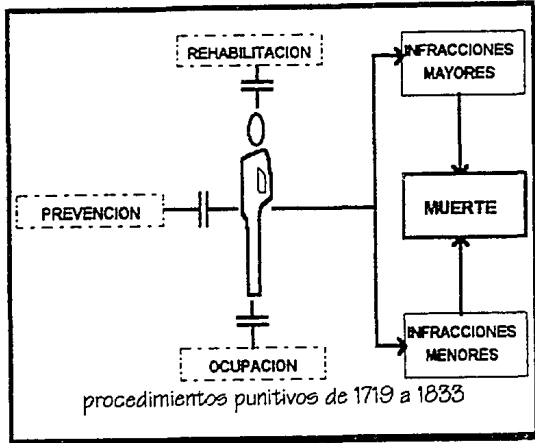 REHABILITACION
INFRACCIONES
MAYORES
PREVENCION
MUERTE
INFRACCIONES
MENORES
OCUPACION
procedimientos punitivos de 1719 a 1833